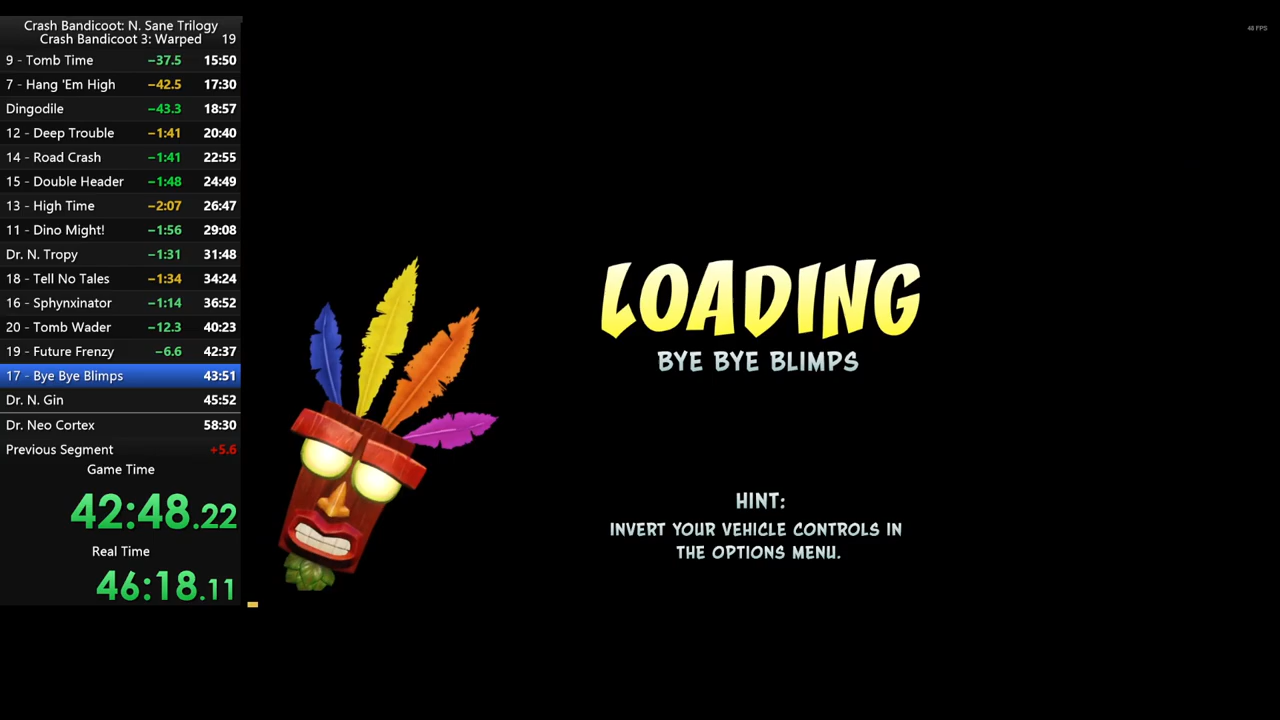 Crash Bandicoot: N. Sane Trilogy
Crash Bandicoot 3: Warped 19
9 - Tomb Time −37.5 15:50
7 - Hang 'Em High −42.5 17:30
Dingodile −43.3 18:57
12 - Deep Trouble −1:41 20:40
14 - Road Crash −1:41 22:55
15 - Double Header −1:48 24:49
13 - High Time −2:07 26:47
11 - Dino Might! −1:56 29:08
Dr. N. Tropy −1:31 31:48
18 - Tell No Tales −1:34 34:24
16 - Sphynxinator −1:14 36:52
20 - Tomb Wader −12.3 40:23
19 - Future Frenzy −6.6 42:37
17 - Bye Bye Blimps 43:51
Dr. N. Gin 45:52
Dr. Neo Cortex 58:30
Previous Segment +5.6
Game Time
42:48.22
Real Time
46:18.11
48 FPS
LOADING
BYE BYE BLIMPS
HINT:
INVERT YOUR VEHICLE CONTROLS IN
THE OPTIONS MENU.